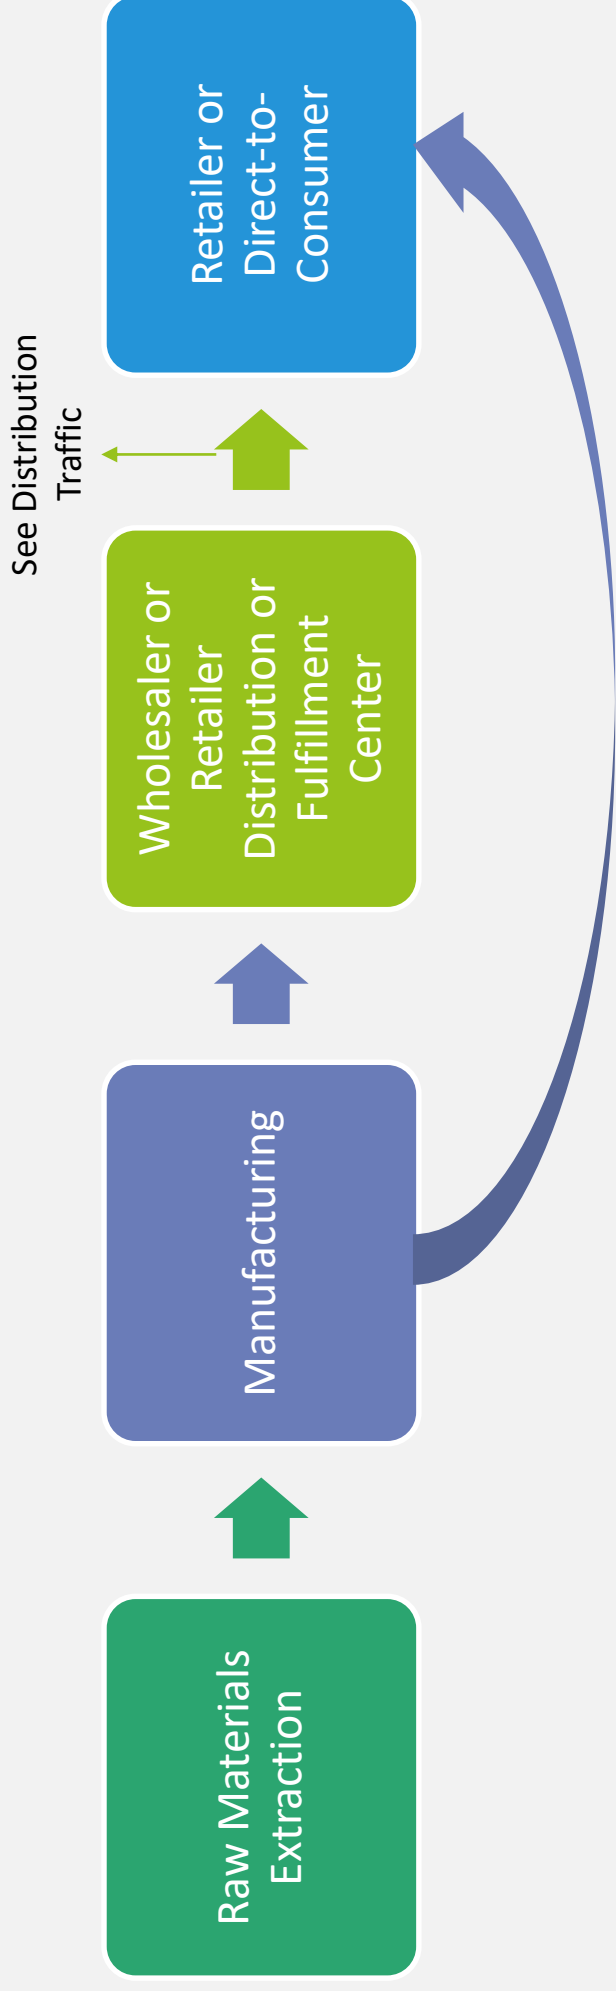 Raw Materials
Extraction
Manufacturing
Wholesaler or
Retailer
Distribution or
Fulfillment
Center
See Distribution
Traffic
Retailer or
Direct-to-
Consumer